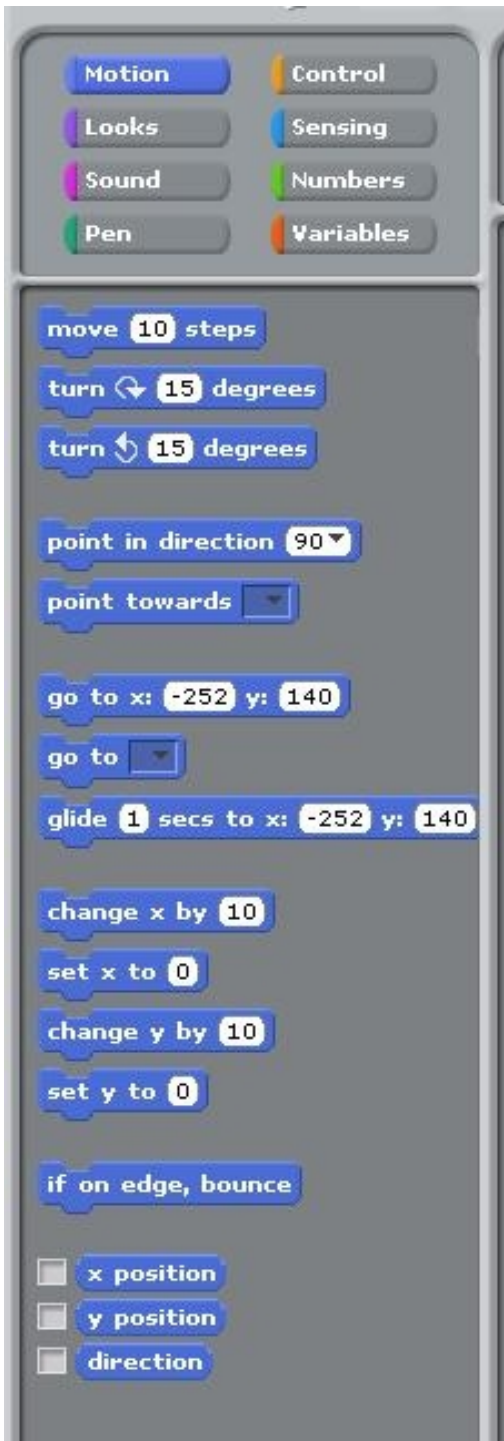 Motion Control
Looks Sensing
Sound Numbers
Pen Variables
move 10 steps
turn 15 degrees
turn 15 degrees
point in direction 90
point towards
go to x: -252 y: 140
go to
glide 1 secs to x: -252 y: 140
change x by 10
set x to 0
change y by 10
set y to 0
if on edge, bounce
x position
y position
direction